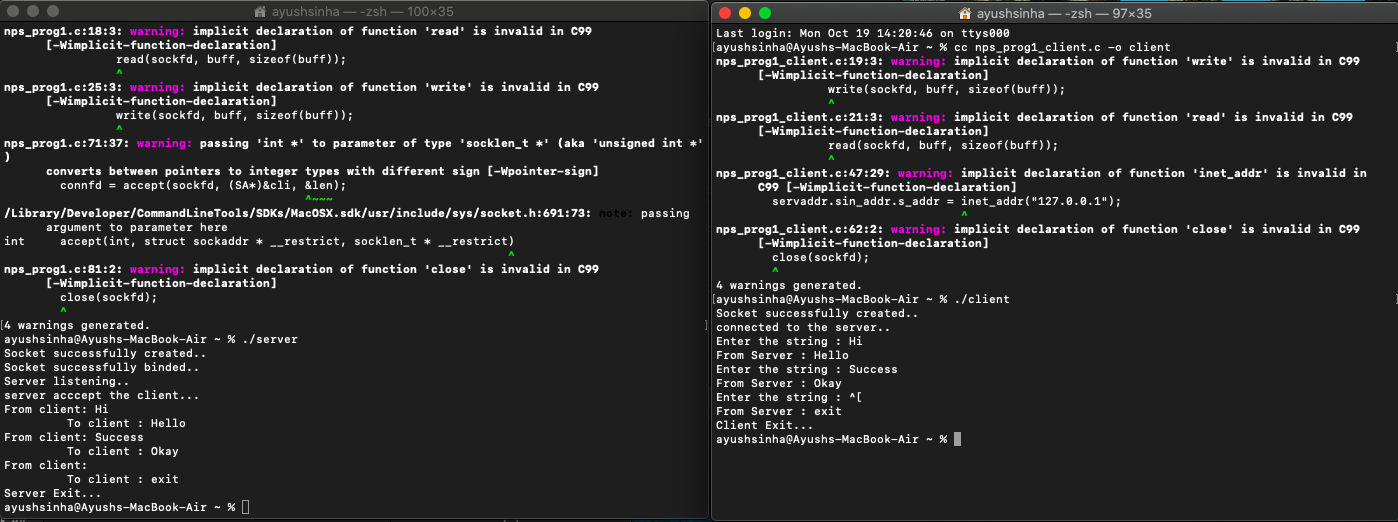 ayushsinha — -zsh — 100×35
nps_prog1.c:18:3: warning: implicit declaration of function 'read' is invalid in C99
[-Wimplicit-function-declaration]
read(sockfd, buff, sizeof(buff));
^
nps_prog1.c:25:3: warning: implicit declaration of function 'write' is invalid in C99
[-Wimplicit-function-declaration]
write(sockfd, buff, sizeof(buff));
^
nps_prog1.c:71:37: warning: passing 'int *' to parameter of type 'socklen_t *' (aka 'unsigned int *'
)
converts between pointers to integer types with different sign [-Wpointer-sign]
connfd = accept(sockfd, (SA*)&cli, &len);
^~~~
/Library/Developer/CommandLineTools/SDKs/MacOSX.sdk/usr/include/sys/socket.h:691:73: note: passing
argument to parameter here
int     accept(int, struct sockaddr * __restrict, socklen_t * __restrict)
^
nps_prog1.c:81:2: warning: implicit declaration of function 'close' is invalid in C99
[-Wimplicit-function-declaration]
close(sockfd);
^
[4 warnings generated. ]
ayushsinha@Ayushs-MacBook-Air ~ % ./server
Socket successfully created..
Socket successfully binded..
Server listening..
server acccept the client...
From client: Hi
To client : Hello
From client: Success
To client : Okay
From client:
To client : exit
Server Exit...
ayushsinha@Ayushs-MacBook-Air ~ %
ayushsinha — -zsh — 97×35
Last login: Mon Oct 19 14:20:46 on ttys000
[ayushsinha@Ayushs-MacBook-Air ~ % cc nps_prog1_client.c -o client ]
nps_prog1_client.c:19:3: warning: implicit declaration of function 'write' is invalid in C99
[-Wimplicit-function-declaration]
write(sockfd, buff, sizeof(buff));
^
nps_prog1_client.c:21:3: warning: implicit declaration of function 'read' is invalid in C99
[-Wimplicit-function-declaration]
read(sockfd, buff, sizeof(buff));
^
nps_prog1_client.c:47:29: warning: implicit declaration of function 'inet_addr' is invalid in
C99 [-Wimplicit-function-declaration]
servaddr.sin_addr.s_addr = inet_addr("127.0.0.1");
^
nps_prog1_client.c:62:2: warning: implicit declaration of function 'close' is invalid in C99
[-Wimplicit-function-declaration]
close(sockfd);
^
4 warnings generated.
[ayushsinha@Ayushs-MacBook-Air ~ % ./client ]
Socket successfully created..
connected to the server..
Enter the string : Hi
From Server : Hello
Enter the string : Success
From Server : Okay
Enter the string : ^[
From Server : exit
Client Exit...
ayushsinha@Ayushs-MacBook-Air ~ %